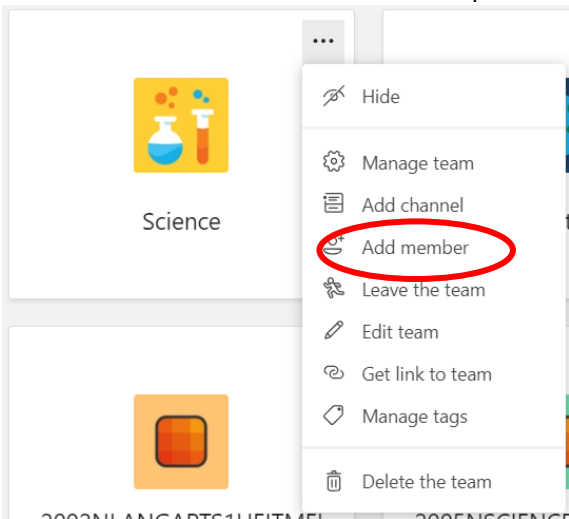 ...
Hide
Manage team
Science
Add channel
Add member
Leave the team
Edit team
Get link to team
Manage tags
Delete the team